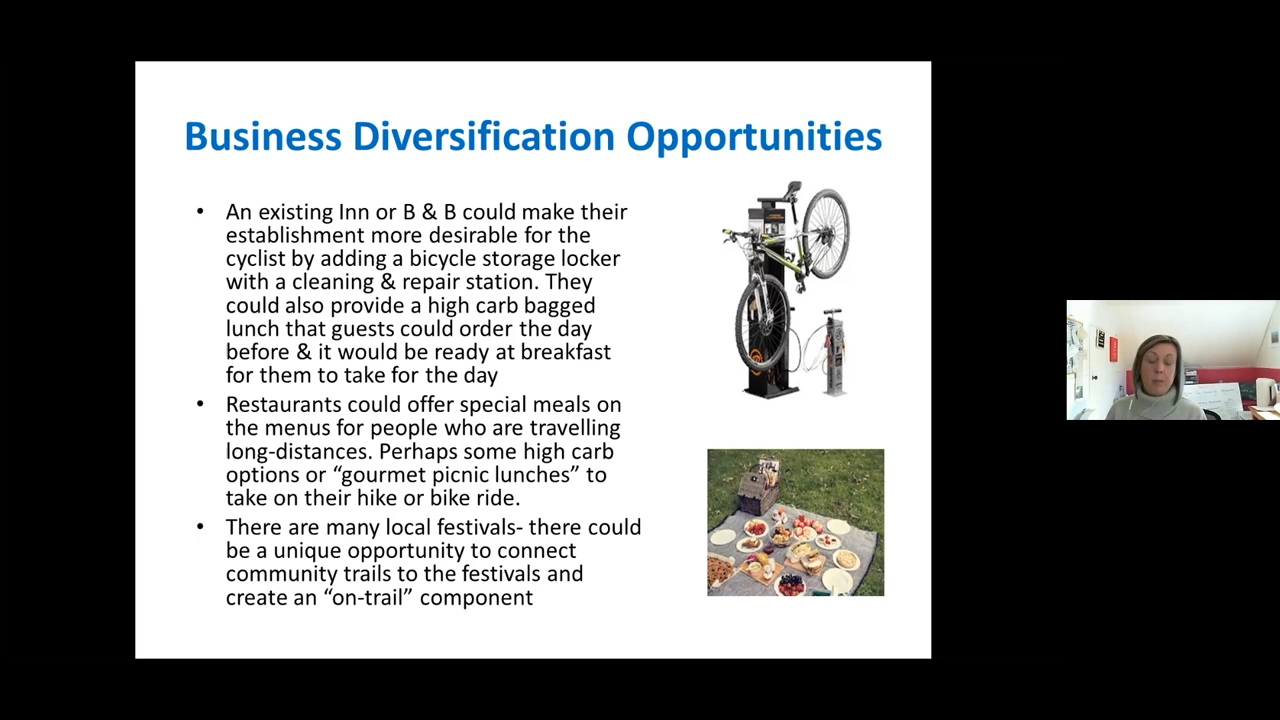 Business Diversification Opportunities
• An existing Inn or B & B could make their
establishment more desirable for the
cyclist by adding a bicycle storage locker
with a cleaning & repair station. They
could also provide a high carb bagged
lunch that guests could order the day
before & it would be ready at breakfast
for them to take for the day
• Restaurants could offer special meals on
the menus for people who are travelling
long-distances. Perhaps some high carb
options or “gourmet picnic lunches” to
take on their hike or bike ride.
• There are many local festivals- there could
be a unique opportunity to connect
community trails to the festivals and
create an “on-trail” component